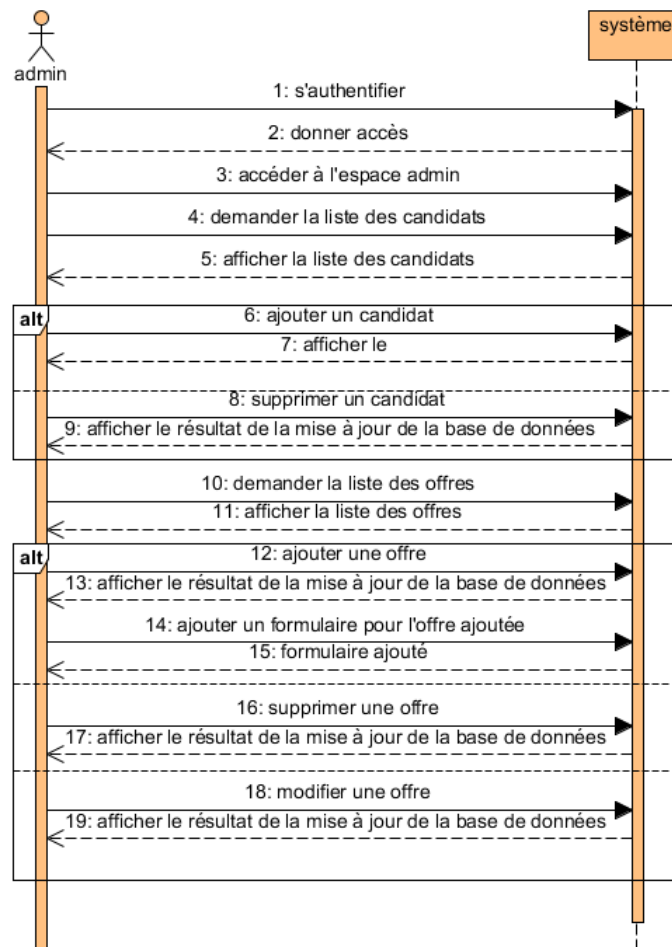 système
admin
1: s'authentifier
2: donner accès
3: accéder à l'espace admin
4: demander la liste des candidats
5: afficher la liste des candidats
alt
6: ajouter un candidat
7: afficher le
8: supprimer un candidat
9: afficher le résultat de la mise à jour de la base de données
10: demander la liste des offres
11: afficher la liste des offres
alt
12: ajouter une offre
13: afficher le résultat de la mise à jour de la base de données
14: ajouter un formulaire pour l'offre ajoutée
15: formulaire ajouté
16: supprimer une offre
17: afficher le résultat de la mise à jour de la base de données
18: modifier une offre
19: afficher le résultat de la mise à jour de la base de données